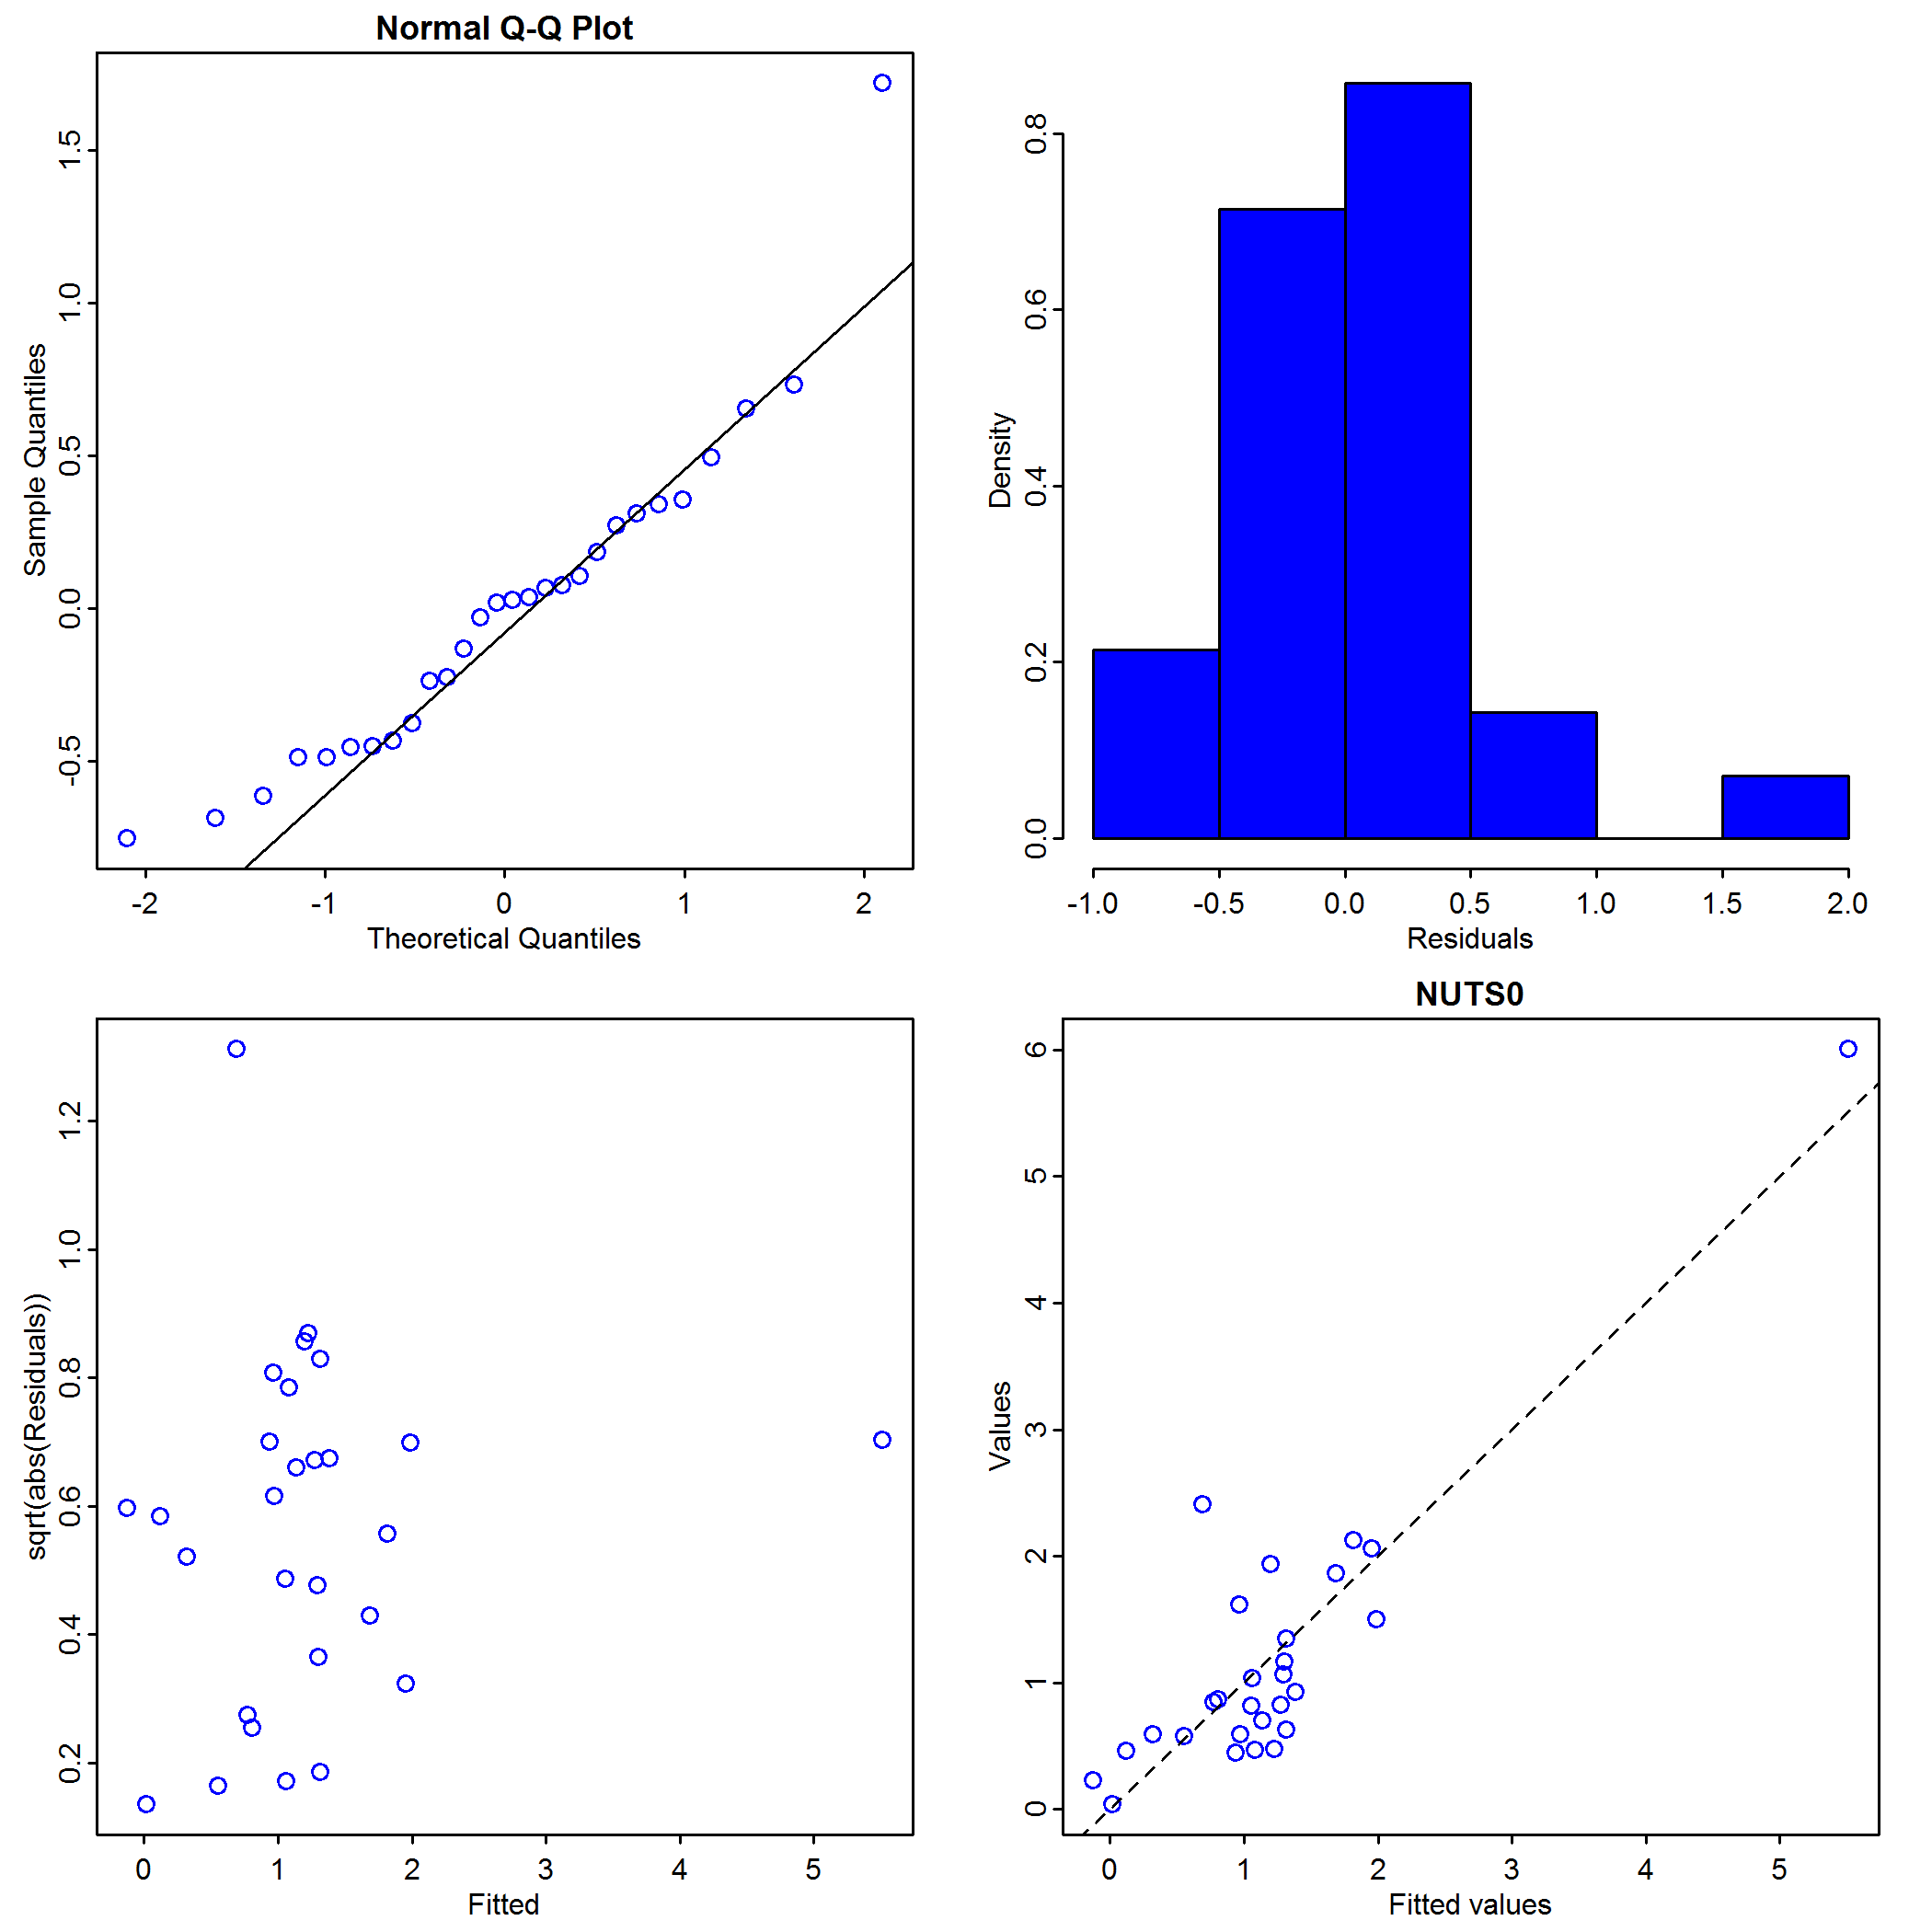 Normal Q-Q Plot
Sample Quantiles
-0.5 0.0 0.5 1.0 1.5
-2 -1 0 1 2
Theoretical Quantiles
Density
0.0 0.2 0.4 0.6 0.8
-1.0 -0.5 0.0 0.5 1.0 1.5 2.0
Residuals
sqrt(abs(Residuals))
0.2 0.4 0.6 0.8 1.0 1.2
0 1 2 3 4 5
Fitted
NUTS0
Values
0 1 2 3 4 5 6
0 1 2 3 4 5
Fitted values